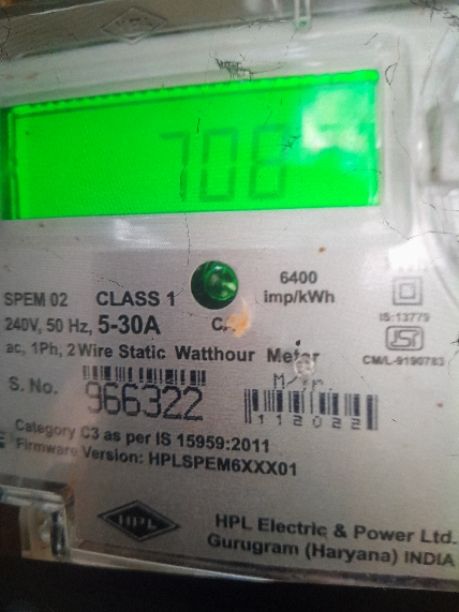 708
6400
imp/kWh
SPEM 02 CLASS 1
240V, 50 Hz, 5-30A
IS:13779
ac, 1Ph, 2 Wire Static Watthour Meter
CM/L-9190783
S. No. 966322
M/Yr.
112022
Category C3 as per IS 15959:2011
Firmware Version: HPLSPEM6XXX01
HPL
HPL Electric & Power Ltd.
Gurugram (Haryana) INDIA